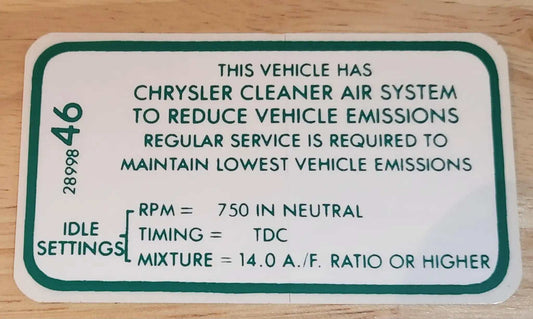 THIS VEHICLE HAS
CHRYSLER CLEANER AIR SYSTEM
TO REDUCE VEHICLE EMISSIONS
REGULAR SERVICE IS REQUIRED TO
MAINTAIN LOWEST VEHICLE EMISSIONS
2899846
IDLE
SETTINGS
RPM = 750 IN NEUTRAL
TIMING = TDC
MIXTURE = 14.0 A./F. RATIO OR HIGHER